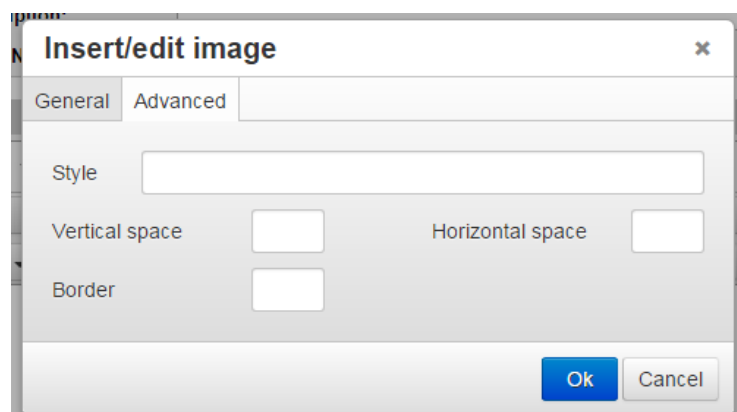 Insert/edit image ×
General Advanced
Style
Vertical space Horizontal space
Border
Ok Cancel